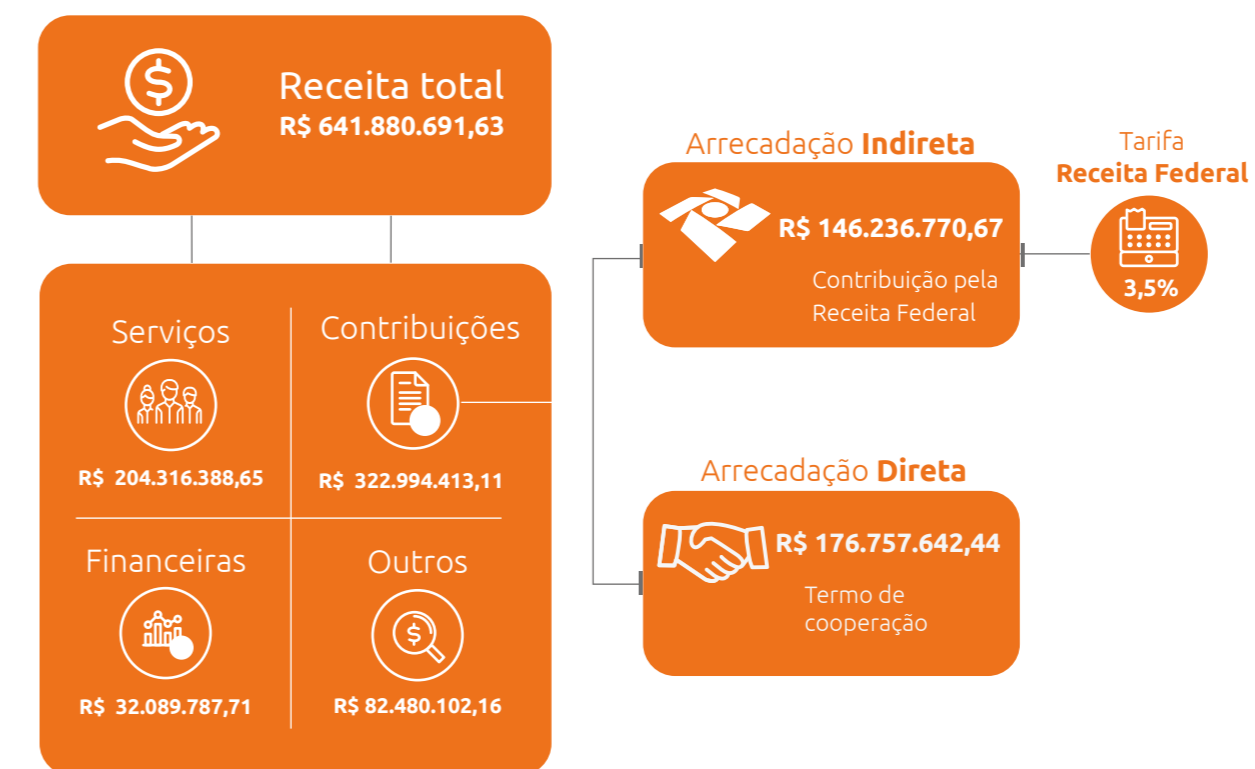 Receita total
R$ 641.880.691,63
Serviços
R$ 204.316.388,65
Contribuições
R$ 322.994.413,11
Financeiras
R$ 32.089.787,71
Outros
R$ 82.480.102,16
Arrecadação Indireta
R$ 146.236.770,67
Contribuição pela
Receita Federal
Tarifa
Receita Federal
3,5%
Arrecadação Direta
R$ 176.757.642,44
Termo de
cooperação